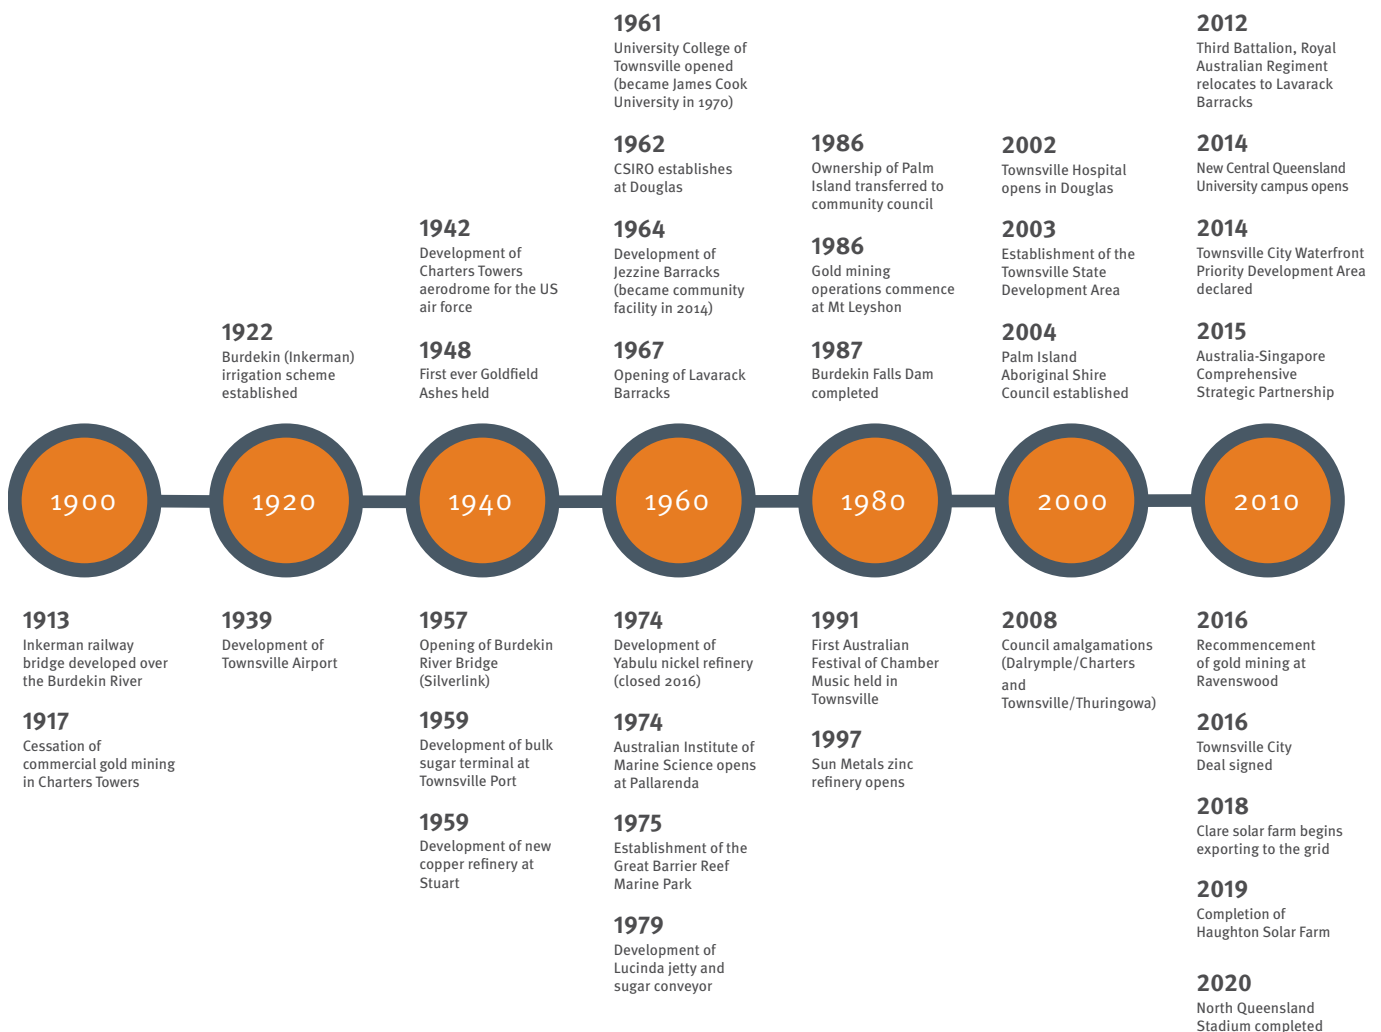 1913
Inkerman railway
bridge developed over
the Burdekin River
1917
Cessation of
commercial gold mining
in Charters Towers
1900
1922
Burdekin (Inkerman)
irrigation scheme
established
1920
1939
Development of
Townsville Airport
1942
Development of
Charters Towers
aerodrome for the US
air force
1948
First ever Goldfield
Ashes held
1940
1957
Opening of Burdekin
River Bridge
(Silverlink)
1959
Development of bulk
sugar terminal at
Townsville Port
1959
Development of new
copper refinery at
Stuart
1961
University College of
Townsville opened
(became James Cook
University in 1970)
1962
CSIRO establishes
at Douglas
1964
Development of
Jezzine Barracks
(became community
facility in 2014)
1967
Opening of Lavarack
Barracks
1960
1974
Development of
Yabulu nickel refinery
(closed 2016)
1974
Australian Institute of
Marine Science opens
at Pallarenda
1975
Establishment of the
Great Barrier Reef
Marine Park
1979
Development of
Lucinda jetty and
sugar conveyor
1986
Ownership of Palm
Island transferred to
community council
1986
Gold mining
operations commence
at Mt Leyshon
1987
Burdekin Falls Dam
completed
1980
1991
First Australian
Festival of Chamber
Music held in
Townsville
1997
Sun Metals zinc
refinery opens
2002
Townsville Hospital
opens in Douglas
2003
Establishment of the
Townsville State
Development Area
2004
Palm Island
Aboriginal Shire
Council established
2000
2008
Council amalgamations
(Dalrymple/Charters
and
Townsville/Thuringowa)
2012
Third Battalion, Royal
Australian Regiment
relocates to Lavarack
Barracks
2014
New Central Queensland
University campus opens
2014
Townsville City Waterfront
Priority Development Area
declared
2015
Australia-Singapore
Comprehensive
Strategic Partnership
2010
2016
Recommencement
of gold mining at
Ravenswood
2016
Townsville City
Deal signed
2018
Clare solar farm begins
exporting to the grid
2019
Completion of
Haughton Solar Farm
2020
North Queensland
Stadium completed